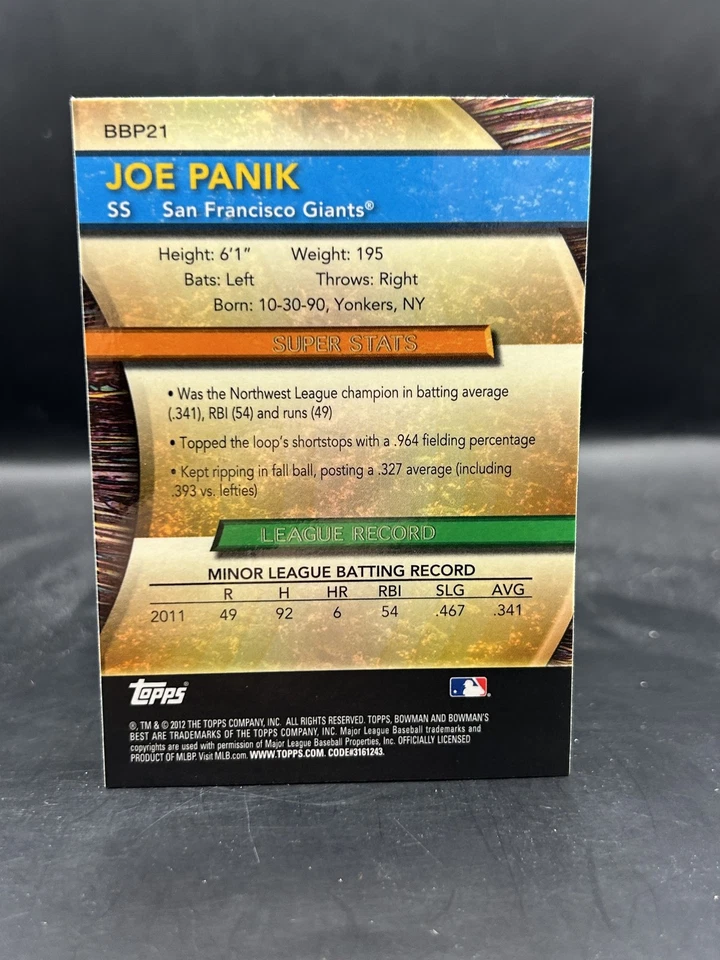 BBP21
JOE PANIK
SS San Francisco Giants®
Height: 6'1" Weight: 195
Bats: Left Throws: Right
Born: 10-30-90, Yonkers, NY
SUPER STATS
• Was the Northwest League champion in batting average
(.341), RBI (54) and runs (49)
• Topped the loop's shortstops with a .964 fielding percentage
• Kept ripping in fall ball, posting a .327 average (including
.393 vs. lefties)
LEAGUE RECORD
MINOR LEAGUE BATTING RECORD
R H HR RBI SLG AVG
2011 49 92 6 54 .467 .341
TOPPS®
®, TM & © 2012 THE TOPPS COMPANY, INC. ALL RIGHTS RESERVED. TOPPS, BOWMAN AND BOWMAN'S
BEST ARE TRADEMARKS OF THE TOPPS COMPANY, INC. Major League Baseball trademarks and
copyrights are used with permission of Major League Baseball Properties, Inc. OFFICIALLY LICENSED
PRODUCT OF MLBP. Visit MLB.com. WWW.TOPPS.COM. CODE#3161243.